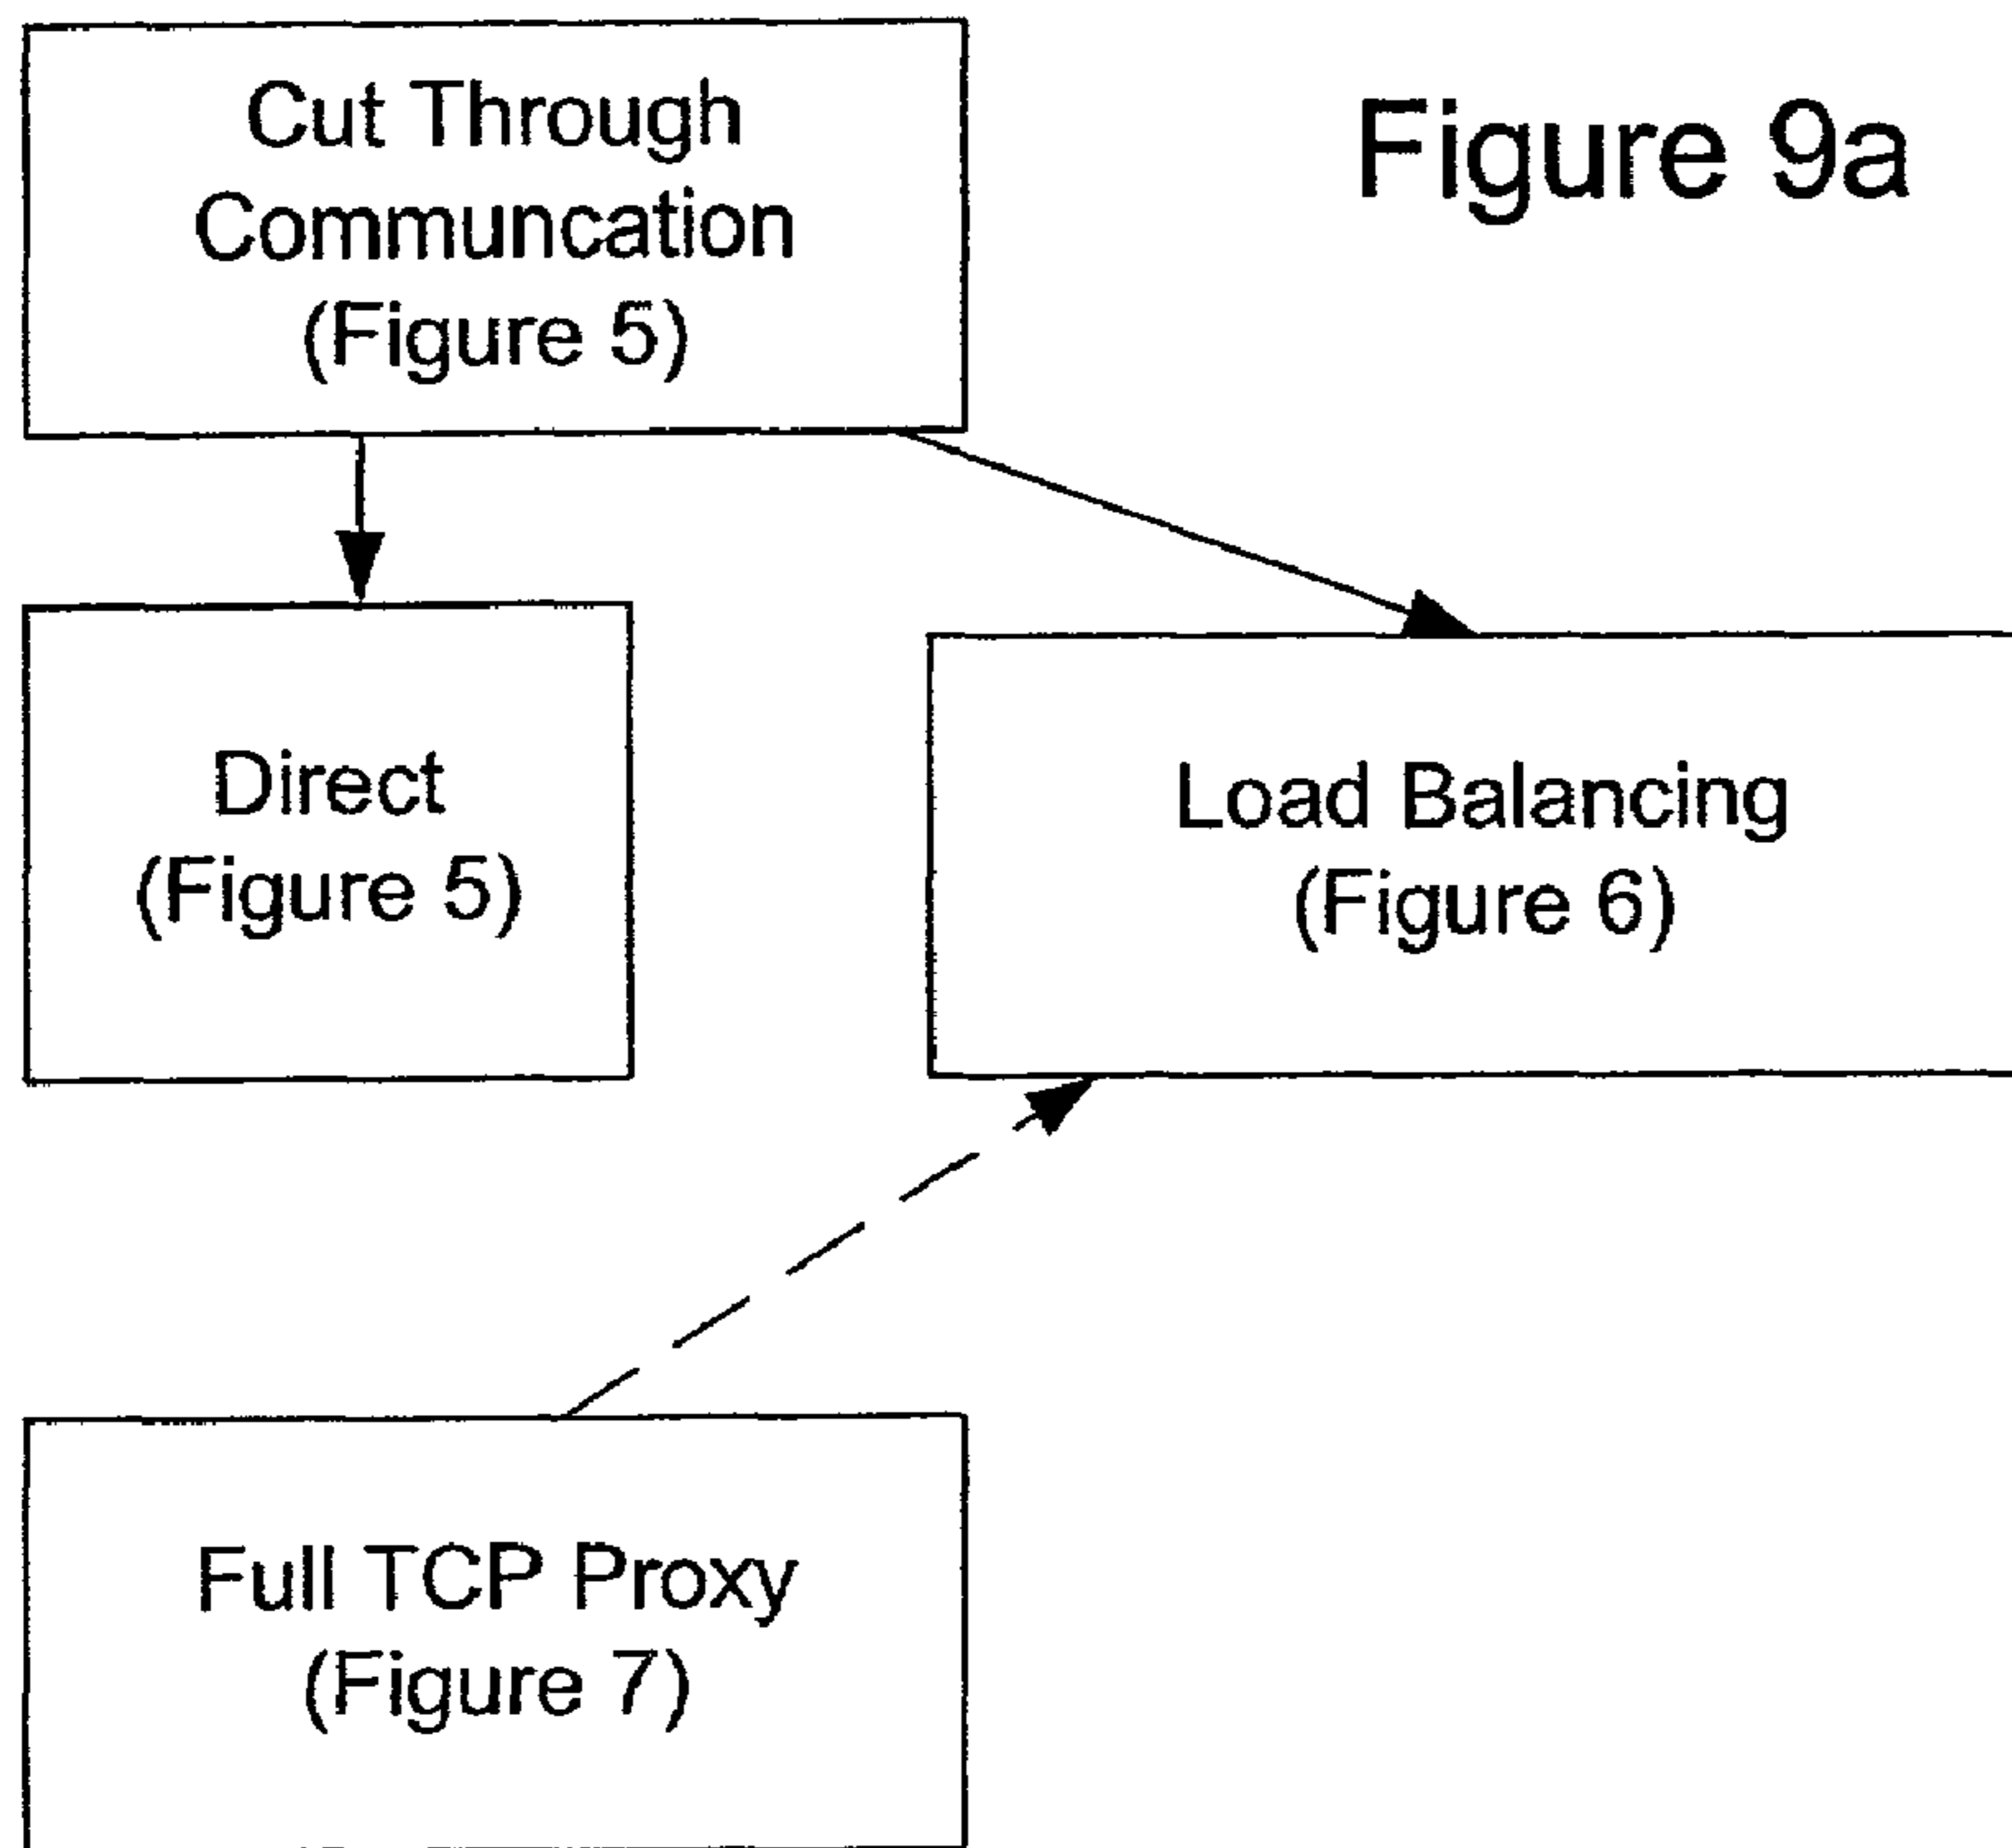 Cut Through
Communcation
(Figure 5)
Figure 9a
Direct
(Figure 5)
Load Balancing
(Figure 6)
Full TCP Proxy
(Figure 7)